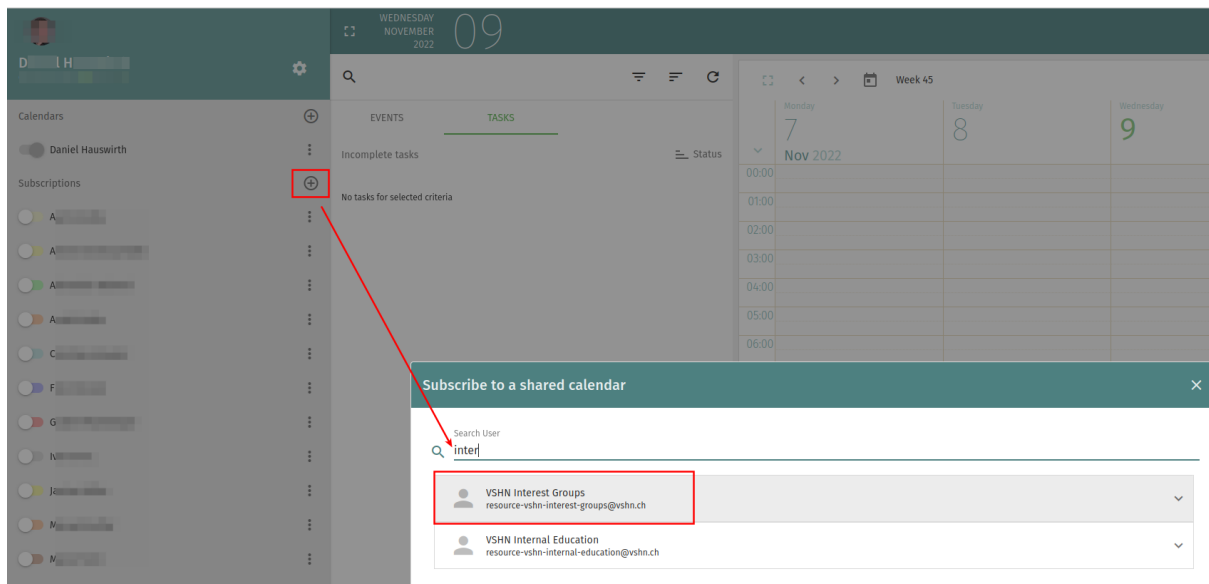 WEDNESDAY
NOVEMBER
2022
09
D l H
Week 45
Calendars
EVENTS
TASKS
Monday
Tuesday
Wednesday
7
8
9
Daniel Hauswirth
Incomplete tasks
Status
Nov 2022
Subscriptions
No tasks for selected criteria
00:00
A
01:00
A
02:00
03:00
A
04:00
A
05:00
C
06:00
F
Subscribe to a shared calendar
G
Search User
inter
VSHN Interest Groups
resource-vshn-interest-groups@vshn.ch
M
VSHN Internal Education
resource-vshn-internal-education@vshn.ch
M